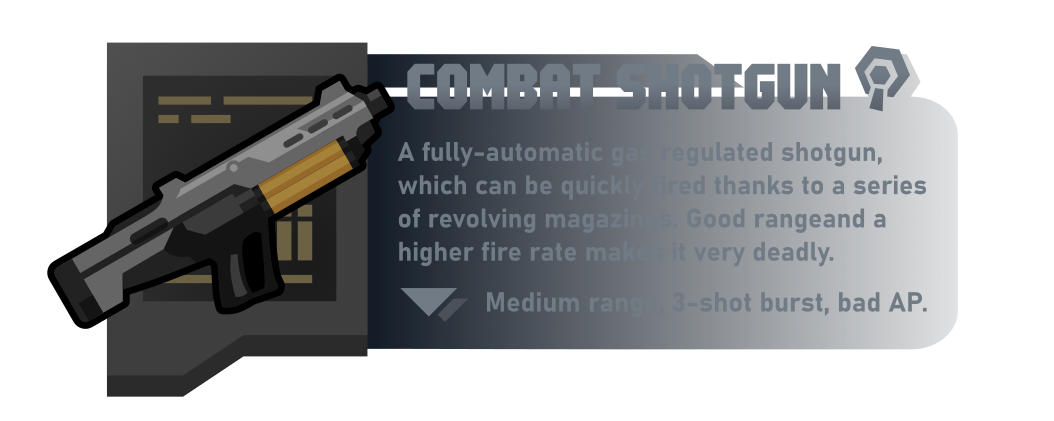 COMBAT SHOTGUN
A fully-automatic gas regulated shotgun,
which can be quickly fired thanks to a series
of revolving magazines. Good rangeand a
higher fire rate makes it very deadly.
Medium range, 3-shot burst, bad AP.